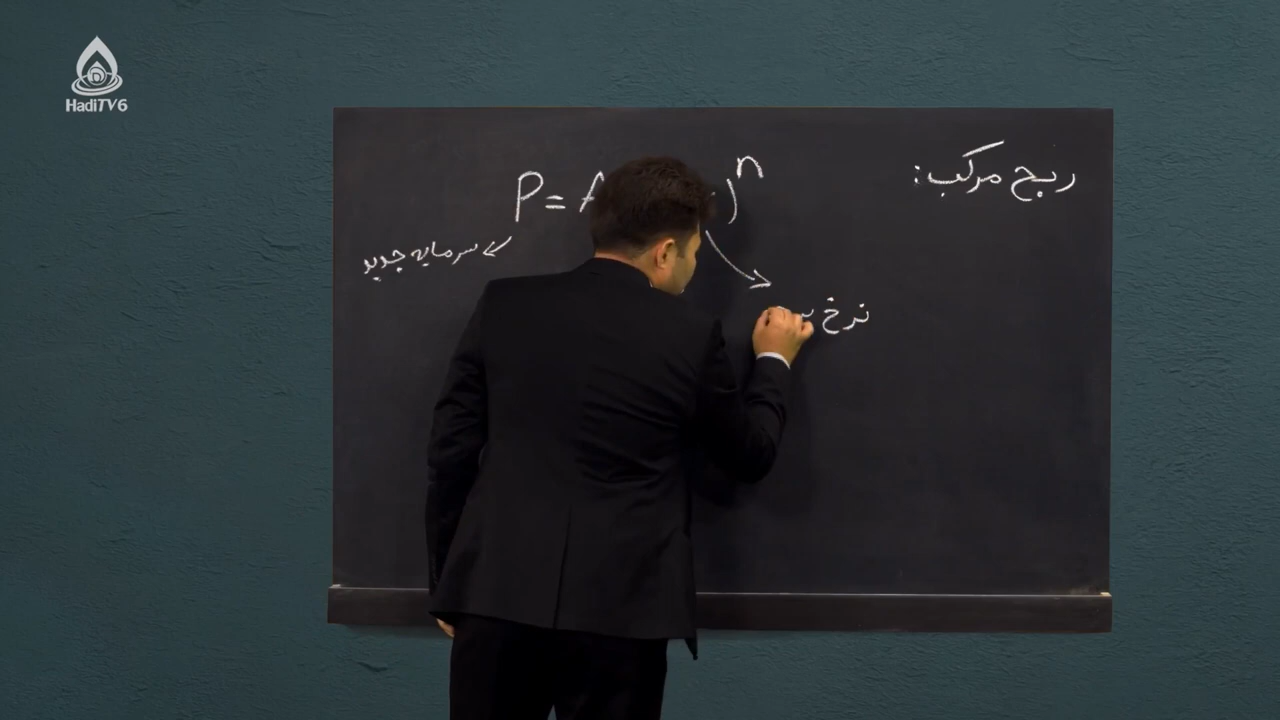 HadiTV6
ربح مرکب:
P = A )ⁿ
سرمایه جدید
نرخ